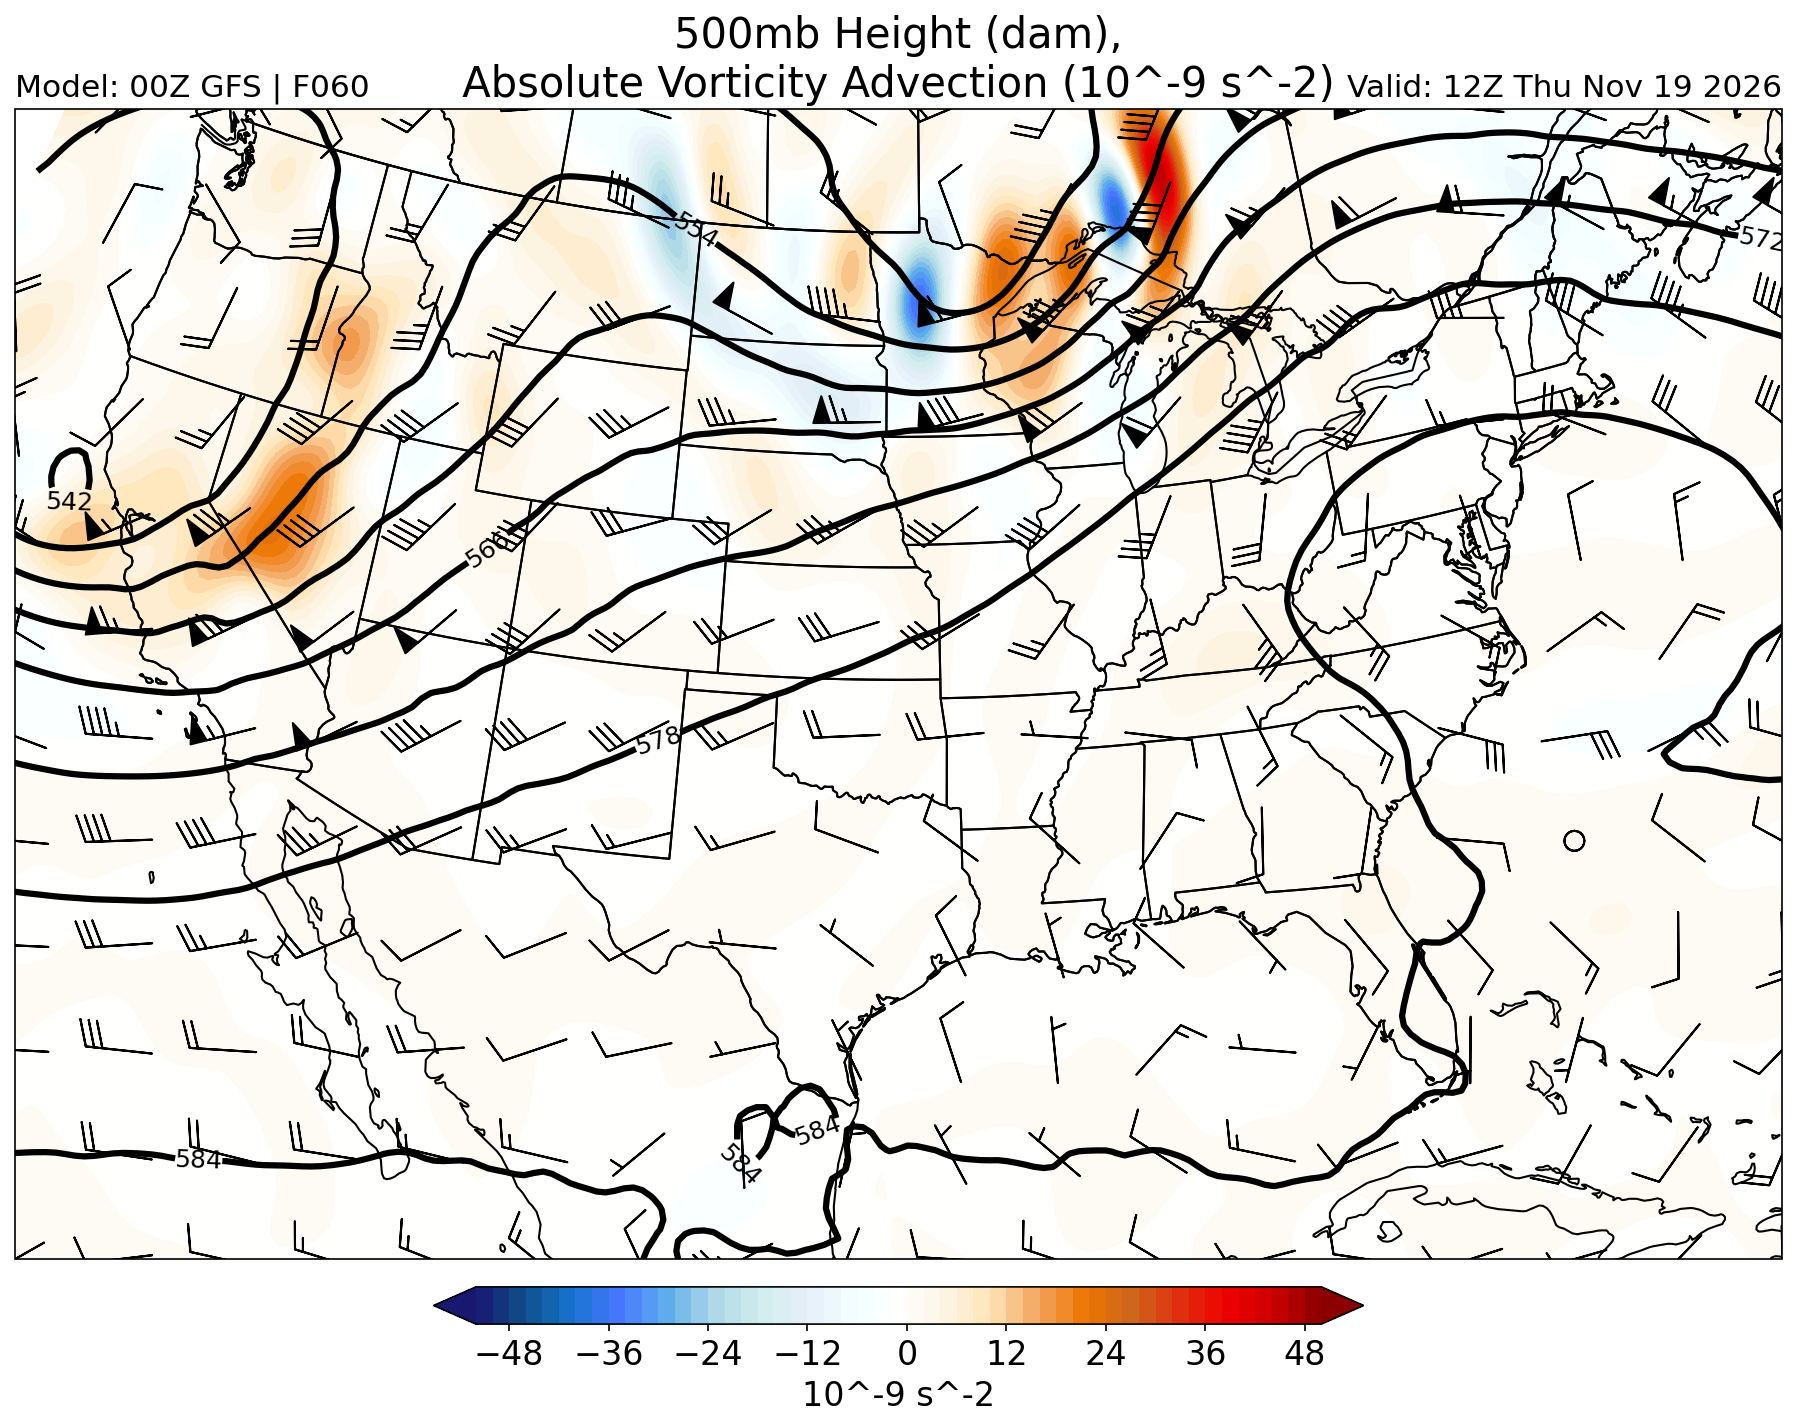 500mb Height (dam),
Model: 00Z GFS | F060
Absolute Vorticity Advection (10^-9 s^-2)
Valid: 12Z Thu Nov 19 2026
554
572
542
566
578
584
584
584
−48 −36 −24 −12 0 12 24 36 48
10^-9 s^-2